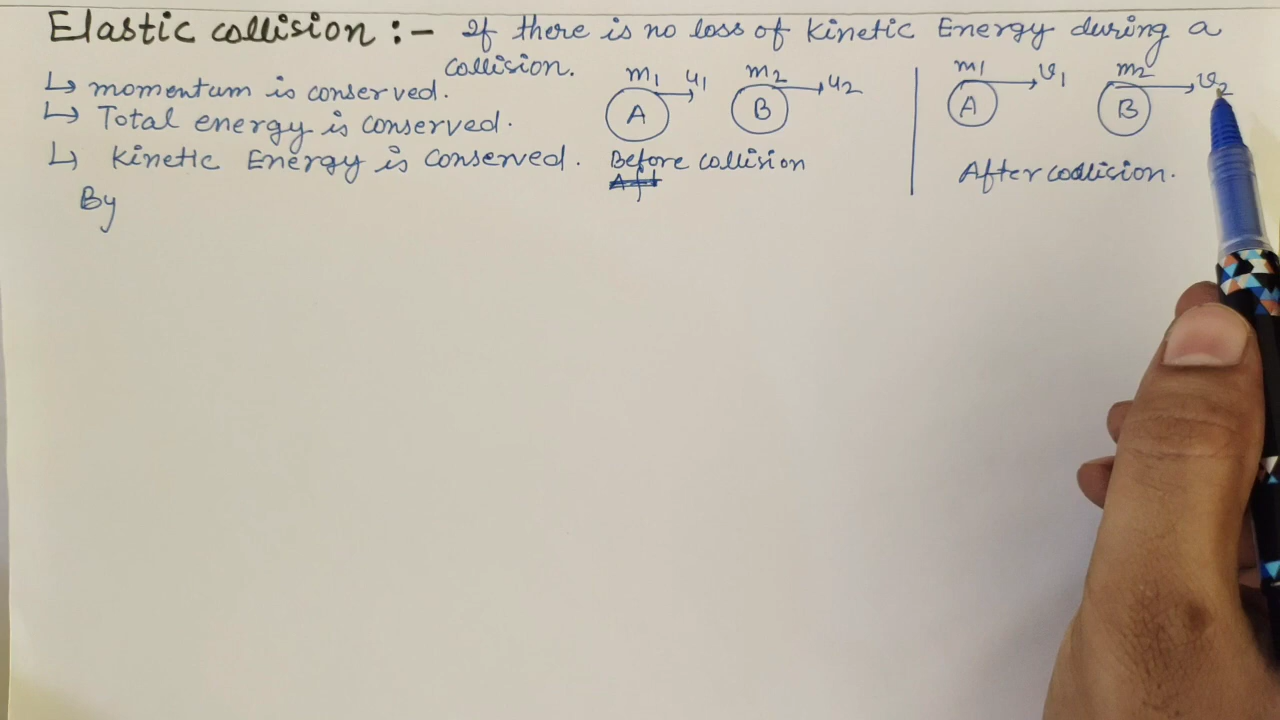 Elastic collision :- If there is no loss of Kinetic Energy during a
collision.
↳ momentum is conserved.
↳ Total energy is conserved.
↳ Kinetic Energy is conserved.
By
m₁ u₁ m₂ u₂
A B
Before collision
m₁ v₁ m₂ v₂
A B
After collision.